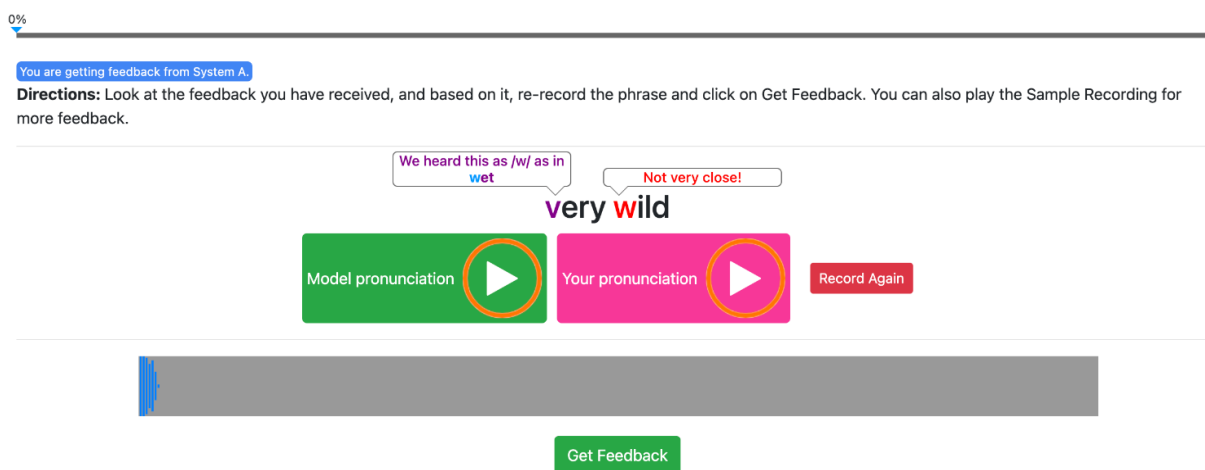 0%
You are getting feedback from System A.
Directions: Look at the feedback you have received, and based on it, re-record the phrase and click on Get Feedback. You can also play the Sample Recording for
more feedback.
We heard this as /w/ as in
wet
Not very close!
very wild
Model pronunciation
Your pronunciation
Record Again
Get Feedback